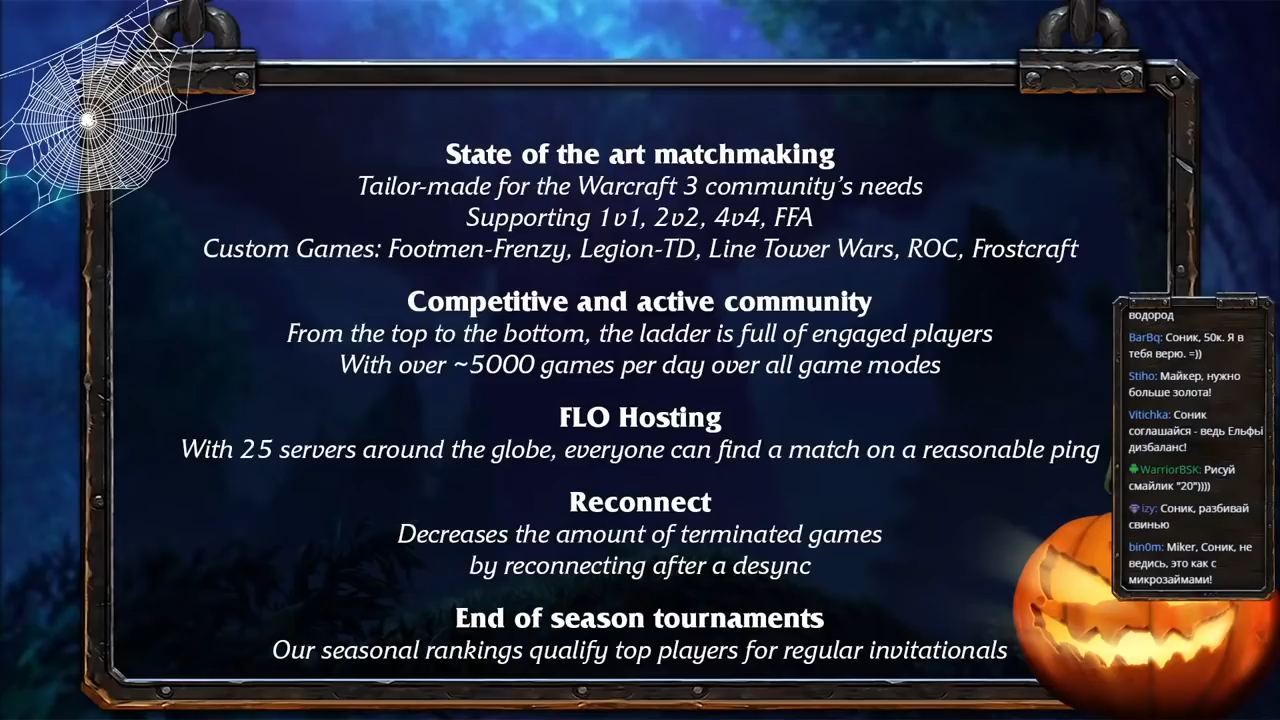 State of the art matchmaking
Tailor-made for the Warcraft 3 community's needs
Supporting 1v1, 2v2, 4v4, FFA
Custom Games: Footmen-Frenzy, Legion-TD, Line Tower Wars, ROC, Frostcraft
Competitive and active community
From the top to the bottom, the ladder is full of engaged players
With over ~5000 games per day over all game modes
FLO Hosting
With 25 servers around the globe, everyone can find a match on a reasonable ping
Reconnect
Decreases the amount of terminated games
by reconnecting after a desync
End of season tournaments
Our seasonal rankings qualify top players for regular invitationals
водород
BarBq: Соник, 50к. Я в
тебя верю. =))
Stiho: Майкер, нужно
больше золота!
Vitichka: Соник
соглашайся - ведь Ельфы
дизбаланс!
WarriorBSK: Рисуй
смайлик "20"))))
izy: Соник, разбивай
свинью
bin0m: Miker, Соник, не
ведись, это как с
микрозаймами!